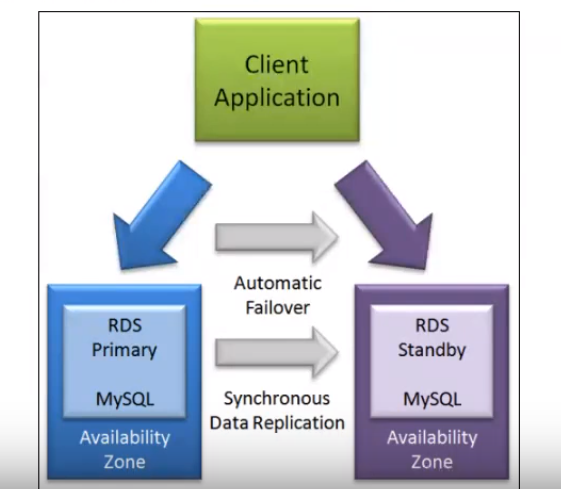 Client
Application
Automatic
Failover
RDS
Primary
MySQL
Availability
Zone
Synchronous
Data Replication
RDS
Standby
MySQL
Availability
Zone